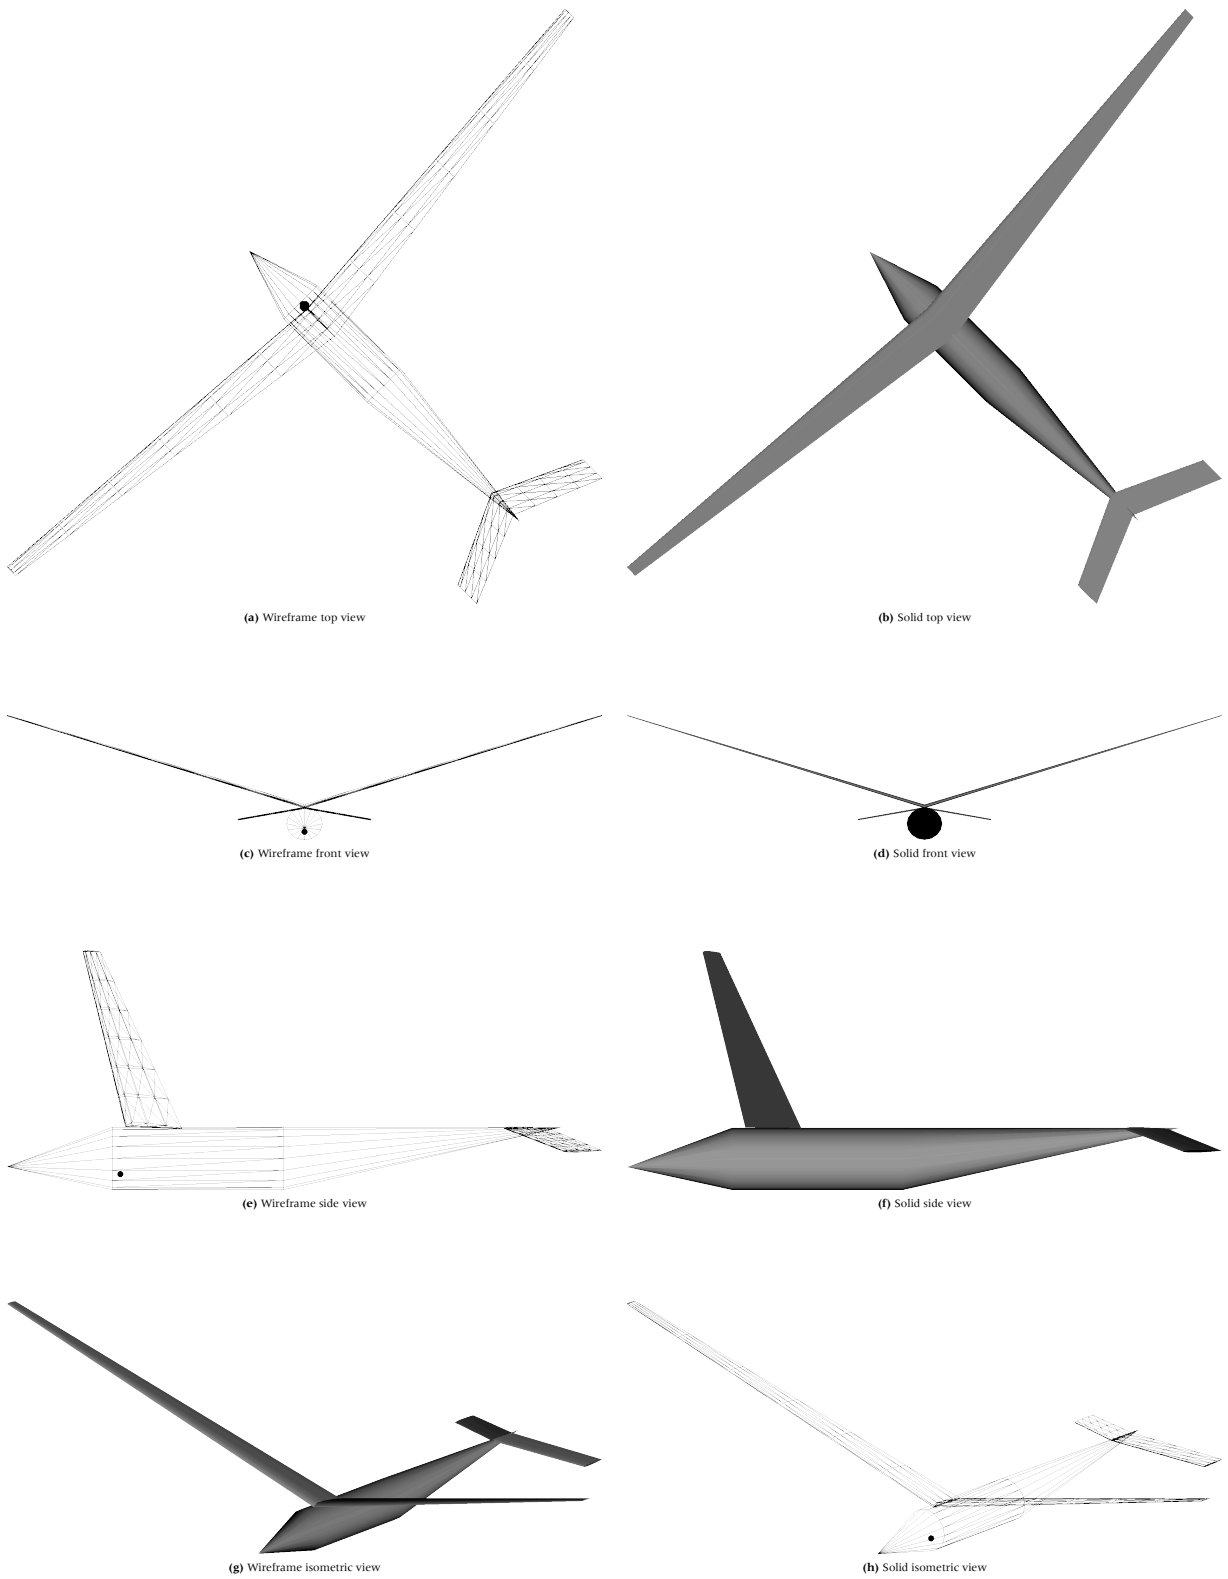 (a) Wireframe top view
(b) Solid top view
(c) Wireframe front view
(d) Solid front view
(e) Wireframe side view
(f) Solid side view
(g) Wireframe isometric view
(h) Solid isometric view